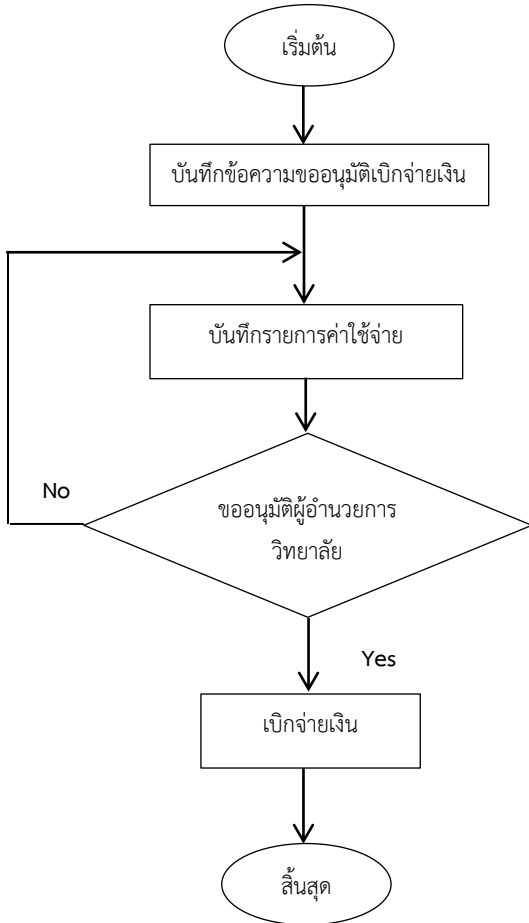 เริ่มต้น
บันทึกข้อความขออนุมัติเบิกจ่ายเงิน
บันทึกรายการค่าใช้จ่าย
No
ขออนุมัติผู้อำนวยการ
วิทยาลัย
Yes
เบิกจ่ายเงิน
สิ้นสุด